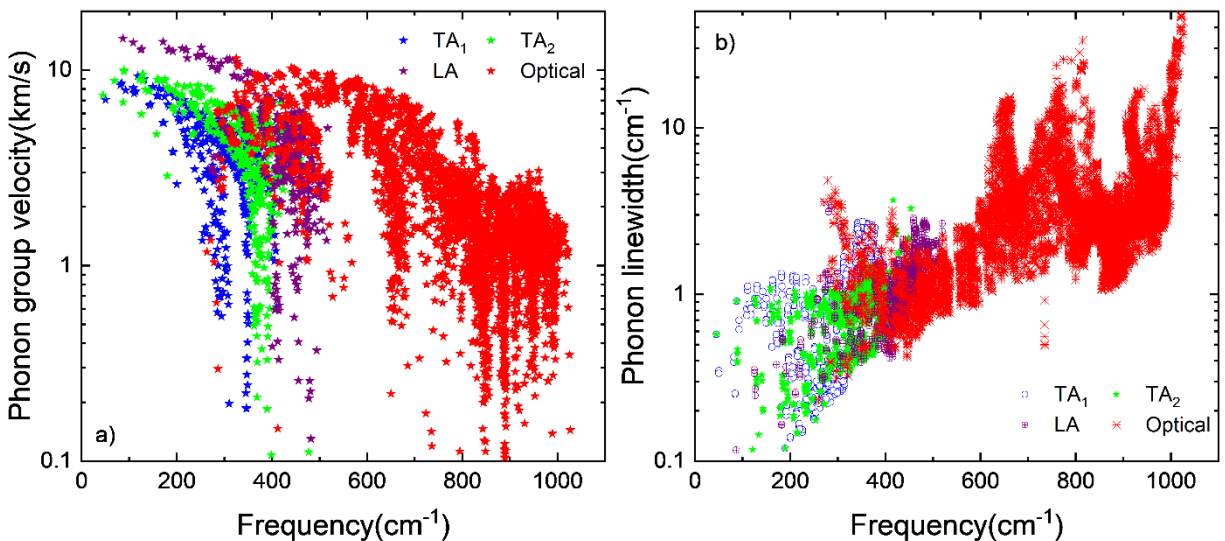 TA₁ TA₂
LA Optical
10
1
0.1
a)
0 200 400 600 800 1000
Phonon group velocity(km/s)
Frequency(cm⁻¹)
b)
10
1
0.1
TA₁ TA₂
LA Optical
0 200 400 600 800 1000
Phonon linewidth(cm⁻¹)
Frequency(cm⁻¹)